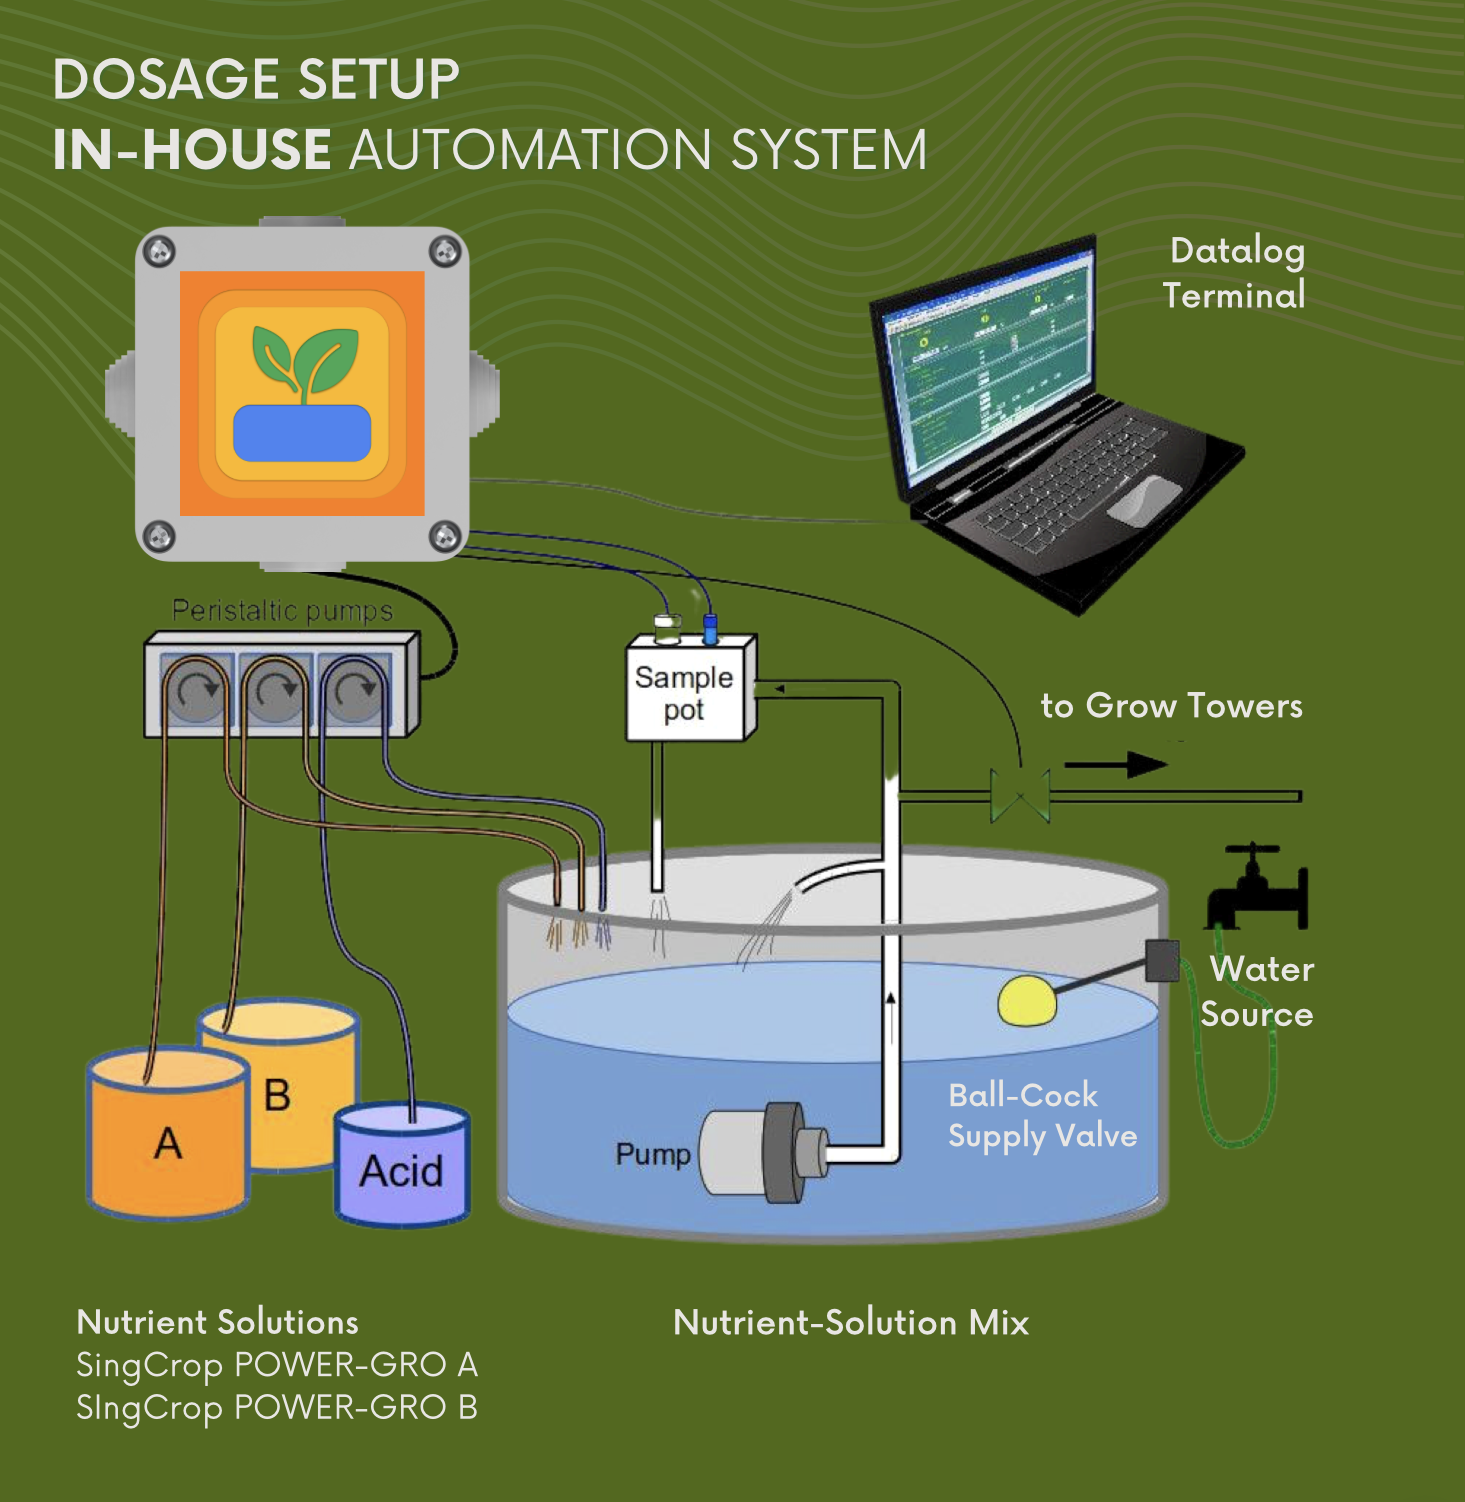 DOSAGE SETUP
IN-HOUSE AUTOMATION SYSTEM
Datalog
Terminal
Peristaltic pumps
Sample
pot
to Grow Towers
Water
Source
Ball-Cock
Supply Valve
Pump
B
A
Acid
Nutrient Solutions
SingCrop POWER-GRO A
SIngCrop POWER-GRO B
Nutrient-Solution Mix